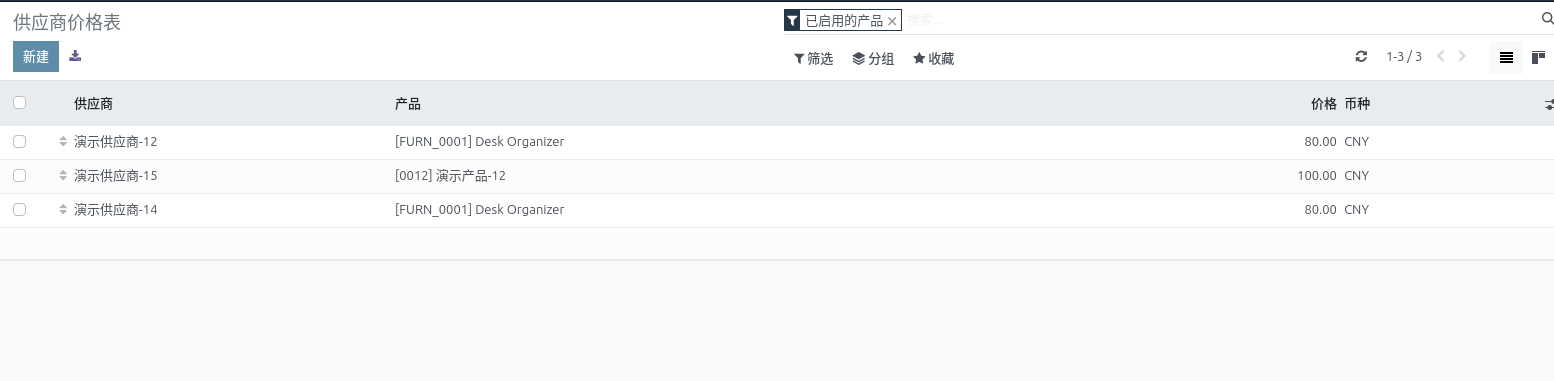 供应商价格表
已启用的产品 × 搜索...
新建
筛选 分组 收藏 1-3 / 3
供应商 产品 价格 币种
演示供应商-12 [FURN_0001] Desk Organizer 80.00 CNY
演示供应商-15 [0012] 演示产品-12 100.00 CNY
演示供应商-14 [FURN_0001] Desk Organizer 80.00 CNY